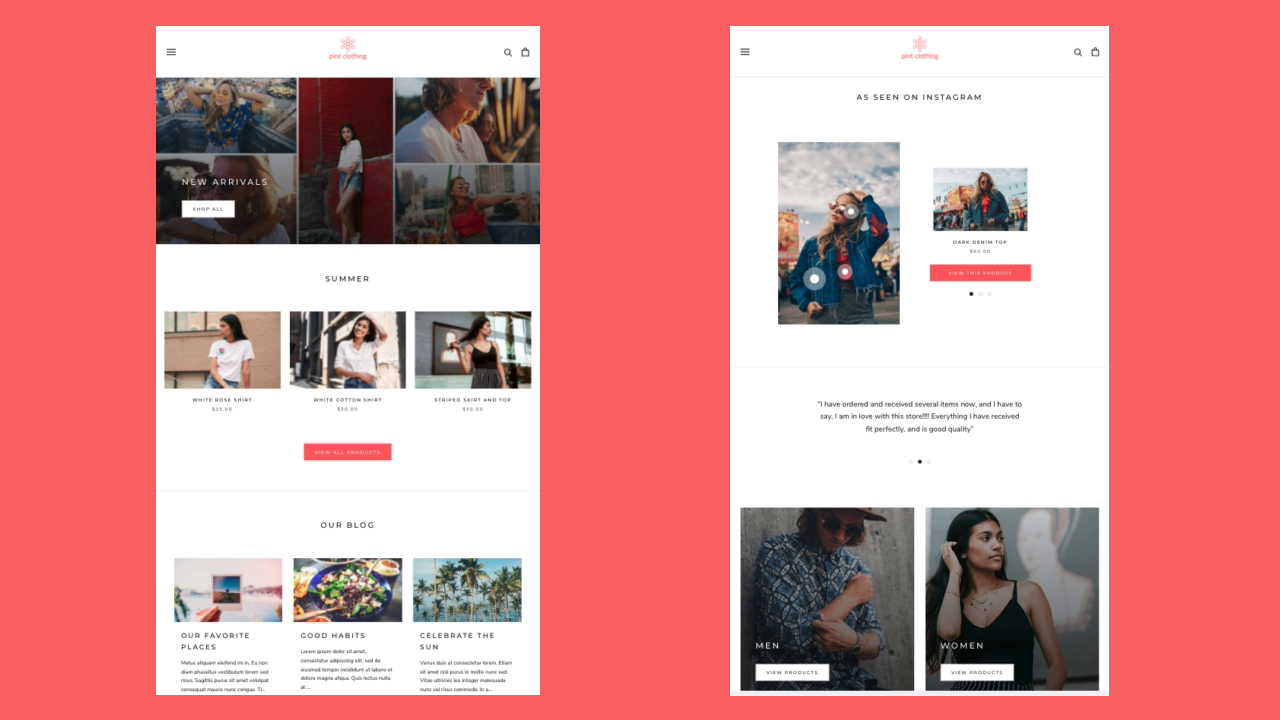 pint clothing
NEW ARRIVALS
SHOP ALL
SUMMER
WHITE ROSE SHIRT
$25.00
WHITE COTTON SHIRT
$30.00
STRIPED SKIRT AND TOP
$50.00
VIEW ALL PRODUCTS
OUR BLOG
OUR FAVORITE
PLACES
Metus aliquam eleifend mi in. Eu non
diam phasellus vestibulum lorem sed
risus. Sagittis purus sit amet volutpat
consequat mauris nunc congue. Ti...
GOOD HABITS
Lorem ipsum dolor sit amet,
consectetur adipiscing elit, sed do
eiusmod tempor incididunt ut labore et
dolore magna aliqua. Quis lectus nulla
at ...
CELEBRATE THE
SUN
Varius duis at consectetur lorem. Etiam
sit amet nisl purus in mollis nunc sed.
Vitae ultricies leo integer malesuada
nunc vel risus commodo. In a...
pint clothing
AS SEEN ON INSTAGRAM
DARK DENIM TOP
$60.00
VIEW THIS PRODUCT
“I have ordered and received several items now, and I have to
say, I am in love with this store!!!! Everything I have received
fit perfectly, and is good quality”
MEN
VIEW PRODUCTS
WOMEN
VIEW PRODUCTS